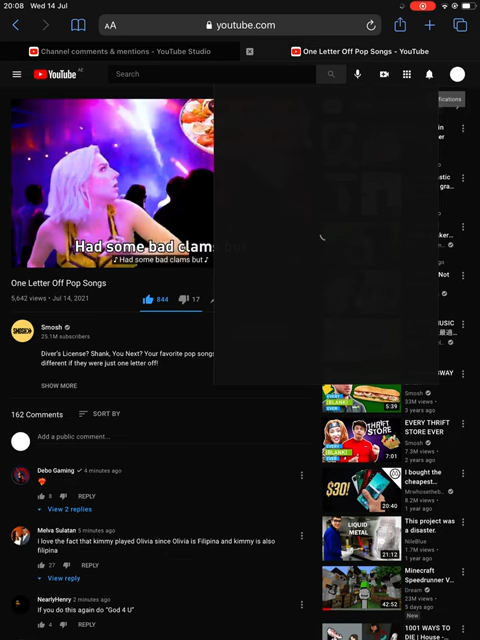 20:08 Wed 14 Jul
AA youtube.com
Channel comments & mentions - YouTube Studio
One Letter Off Pop Songs - YouTube
YouTube
Search
Had some bad clams but
♪ Had some bad clams but ♪
One Letter Off Pop Songs
5,642 views • Jul 14, 2021
844
17
Smosh
25.1M subscribers
Diver's License? Shank, You Next? Your favorite pop songs
different if they were just one letter off!
SHOW MORE
162 Comments
SORT BY
Add a public comment...
Debo Gaming 4 minutes ago
8 REPLY
View 2 replies
Melva Sulatan 5 minutes ago
I love the fact that kimmy played Olivia since Olivia is Filipina and kimmy is also
filipina
27 REPLY
View reply
NearlyHenry 2 minutes ago
If you do this again do "God 4 U"
4 REPLY
EVERY
(BLANK)
EVER
5:39
Smosh
33M views •
3 years ago
EVERY
THRIFT
STORE
EVER
7:01
EVERY THRIFT
STORE EVER
Smosh
7.3M views •
2 years ago
$30!
20:40
I bought the
cheapest...
Mrwhosetheb...
8.2M views •
1 year ago
LIQUID
METAL
21:12
This project was
a disaster.
NileBlue
1.7M views •
1 year ago
42:52
Minecraft
Speedrunner V...
Dream
23M views •
5 days ago
New
1001 WAYS TO
DIE | House -...